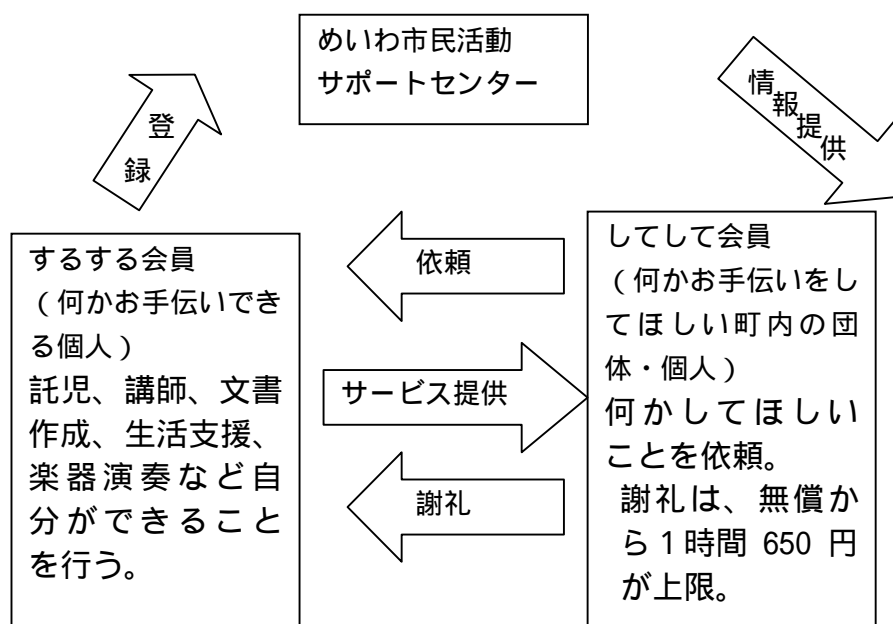 めいわ市民活動
サポートセンター
登録
情報提供
するする会員
（何かお手伝いでき
る個人）
託児、講師、文書
作成、生活支援、
楽器演奏など自
分ができること
を行う。
依頼
サービス提供
謝礼
してして会員
（何かお手伝いをし
てほしい町内の団
体・個人）
何かしてほしい
ことを依頼。
謝礼は、無償か
ら1時間 650 円
が上限。